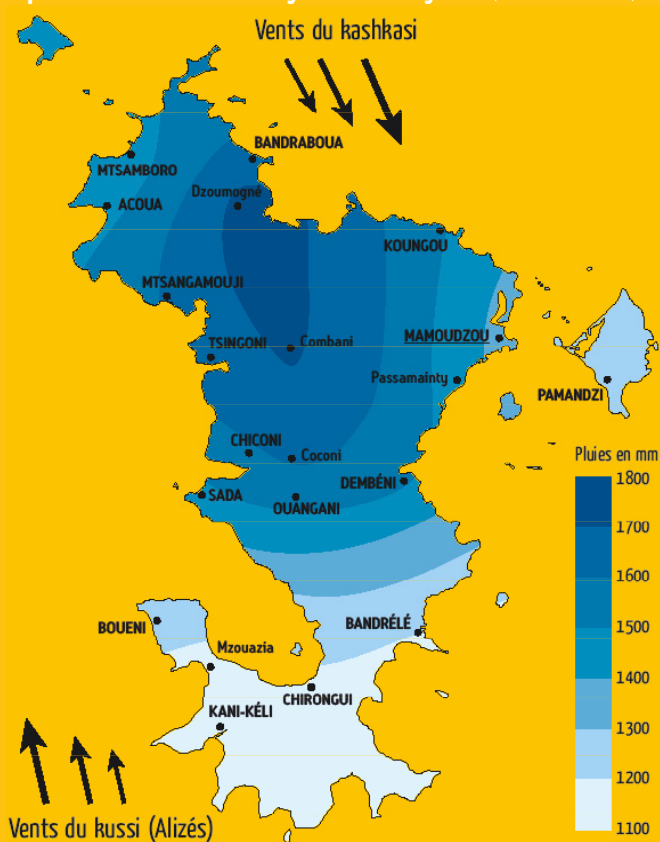 Vents du kashkasi
BANDRABOUA
MTSAMBORO
Dzoumogné
ACOUA
KOUNGOU
MTSANGAMOUJI
MAMOUDZOU
TSINGONI
Combani
Passamainty
PAMANDZI
CHICONI
Coconi
Pluies en mm
DEMBÉNI
1800
SADA
OUANGANI
1700
1600
1500
BOUENI
BANDRÉLÉ
Mzouazia
1400
CHIRONGUI
KANI-KÉLI
1300
1200
Vents du kussi (Alizés)
1100